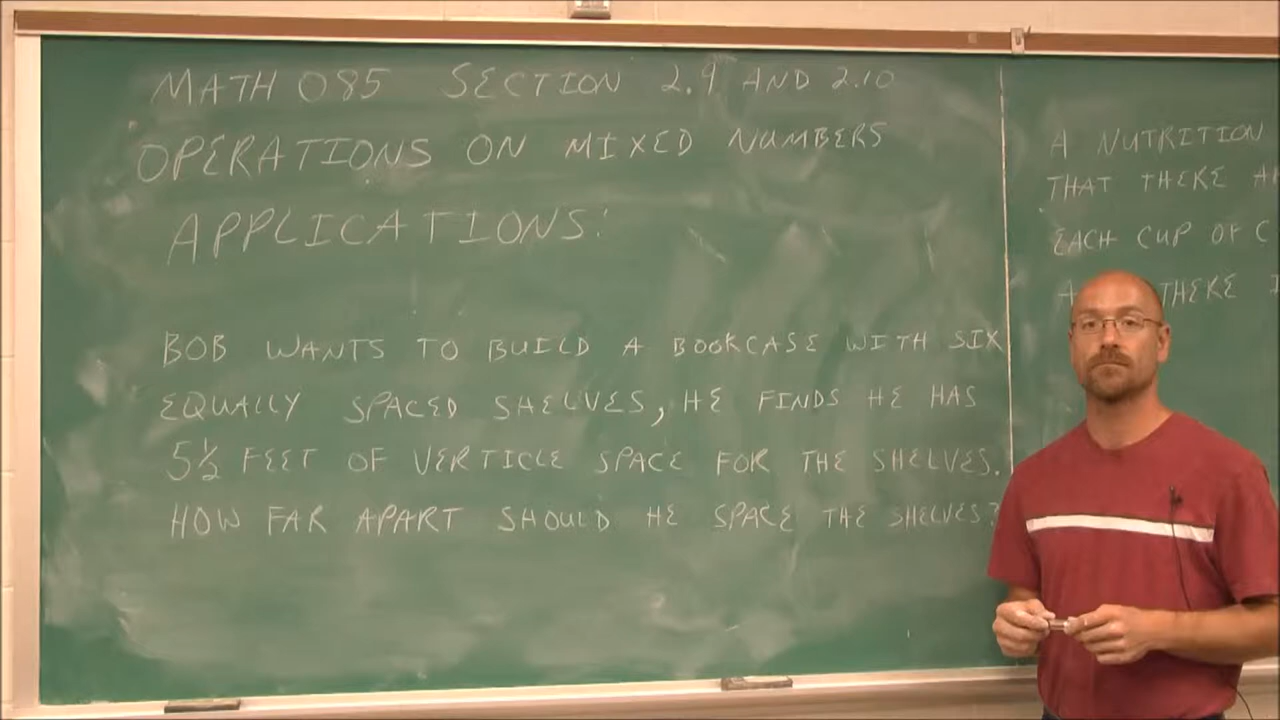 MATH 085 SECTION 2.9 AND 2.10
OPERATIONS ON MIXED NUMBERS
APPLICATIONS:
BOB WANTS TO BUILD A BOOKCASE WITH SIX
EQUALLY SPACED SHELVES, HE FINDS HE HAS
5½ FEET OF VERTICLE SPACE FOR THE SHELVES.
HOW FAR APART SHOULD HE SPACE THE SHELVES?
A NUTRITION
THAT THERE
EACH CUP OF C
THERE